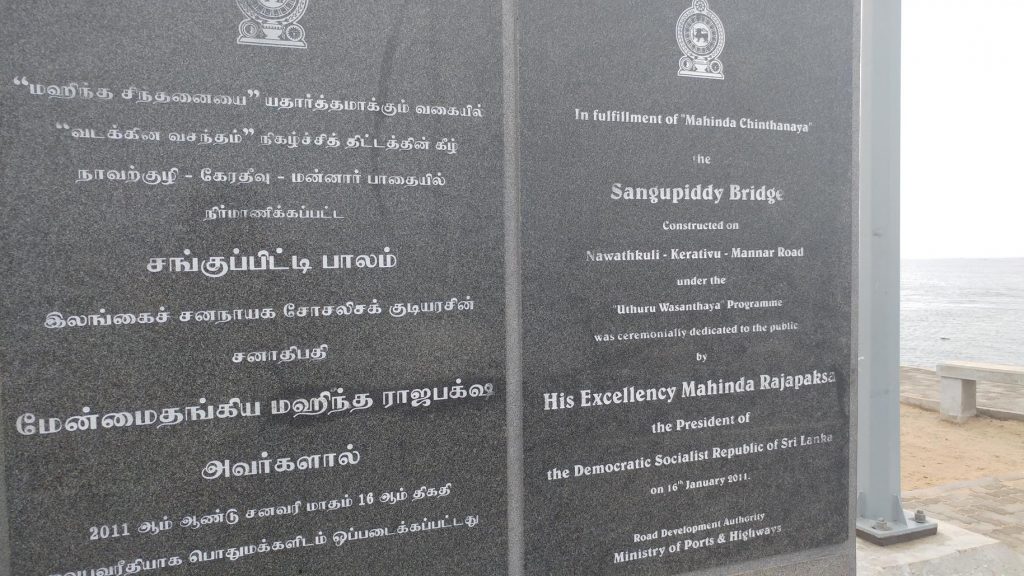 “மஹிந்த சிந்தனையை” யதார்த்தமாக்கும் வகையில்
“வடக்கின வசந்தம்” நிகழ்ச்சித் திட்டத்தின் கீழ்
நாவற்குழி - கேரதீவு - மன்னார் பாதையில்
நிர்மாணிக்கப்பட்ட
சங்குப்பிட்டி பாலம்
இலங்கைச் சனநாயக சோசலிசக் குடியரசின்
சனாதிபதி
மேன்மைதங்கிய மஹிந்த ராஜபக்ஷ
அவர்களால்
2011 ஆம் ஆண்டு சனவரி மாதம் 16 ஆம் திகதி
பொதுமக்களிடம் ஒப்படைக்கப்பட்டது
In fulfillment of "Mahinda Chinthanaya"
the
Sangupiddy Bridge
Constructed on
Nawathkuli - Kerativu - Mannar Road
under the
"Uthuru Wasanthaya" Programme
was ceremonially dedicated to the public
by
His Excellency Mahinda Rajapaksa
the President of
the Democratic Socialist Republic of Sri Lanka
on 16th January 2011.
Road Development Authority
Ministry of Ports & Highways